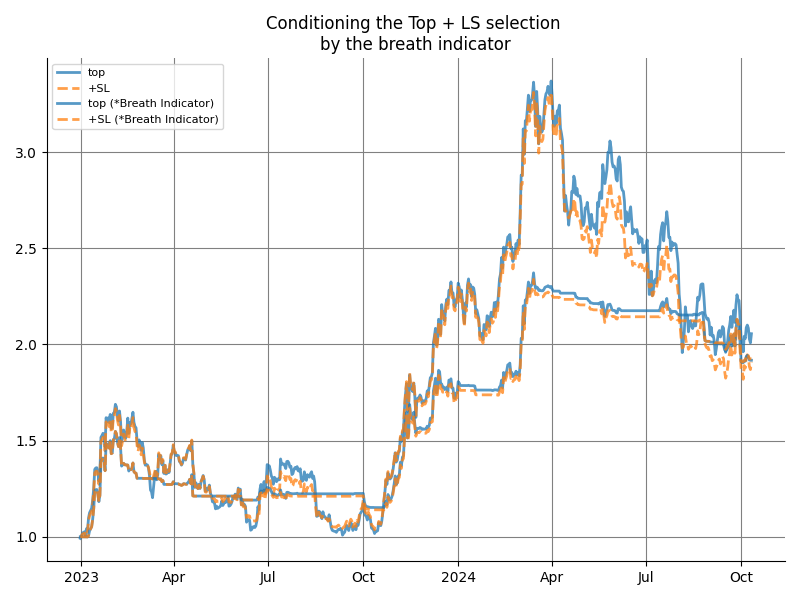 Conditioning the Top + LS selection
by the breath indicator
top
+SL
top (*Breath Indicator)
+SL (*Breath Indicator)
3.0
2.5
2.0
1.5
1.0
2023 Apr Jul Oct 2024 Apr Jul Oct